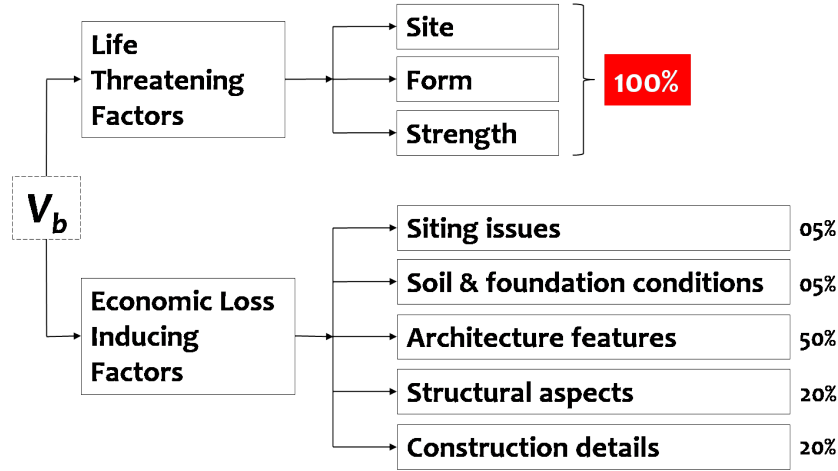 Life
Threatening
Factors
Site
Form
Strength
100%
V_b
Economic Loss
Inducing
Factors
Siting issues 05%
Soil & foundation conditions 05%
Architecture features 50%
Structural aspects 20%
Construction details 20%